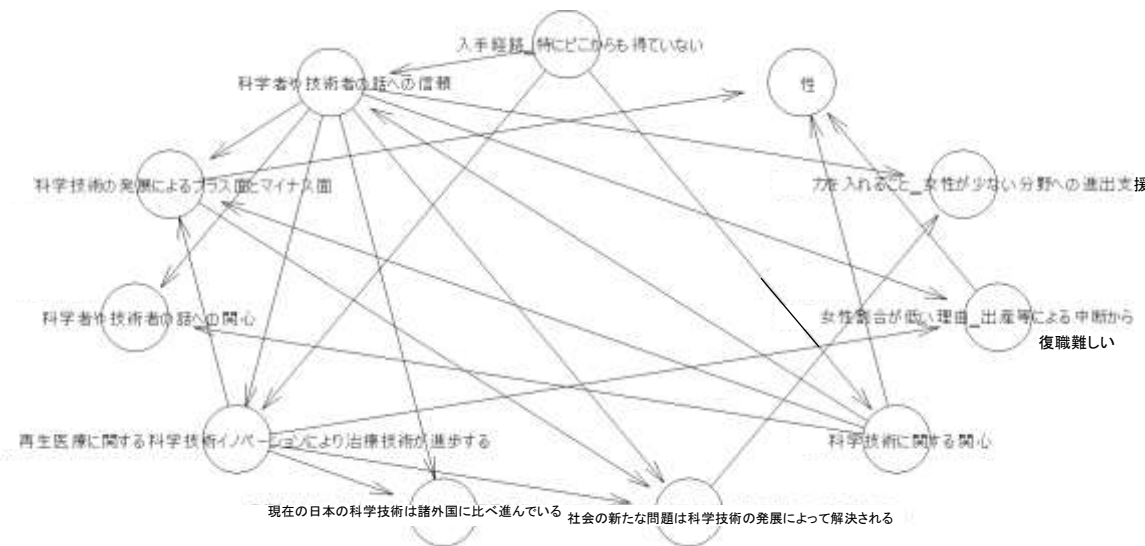 入手経路_特にどこからも得ていない
科学者や技術者の話への信頼
性
科学技術の発展によるプラス面とマイナス面
力を入れること_女性が少ない分野への進出支援
科学者や技術者の話への関心
女性割合が低い理由_出産等による中断から
復職難しい
再生医療に関する科学技術イノベーションにより治療技術が進歩する
科学技術に関する関心
現在の日本の科学技術は諸外国に比べ進んでいる
社会の新たな問題は科学技術の発展によって解決される